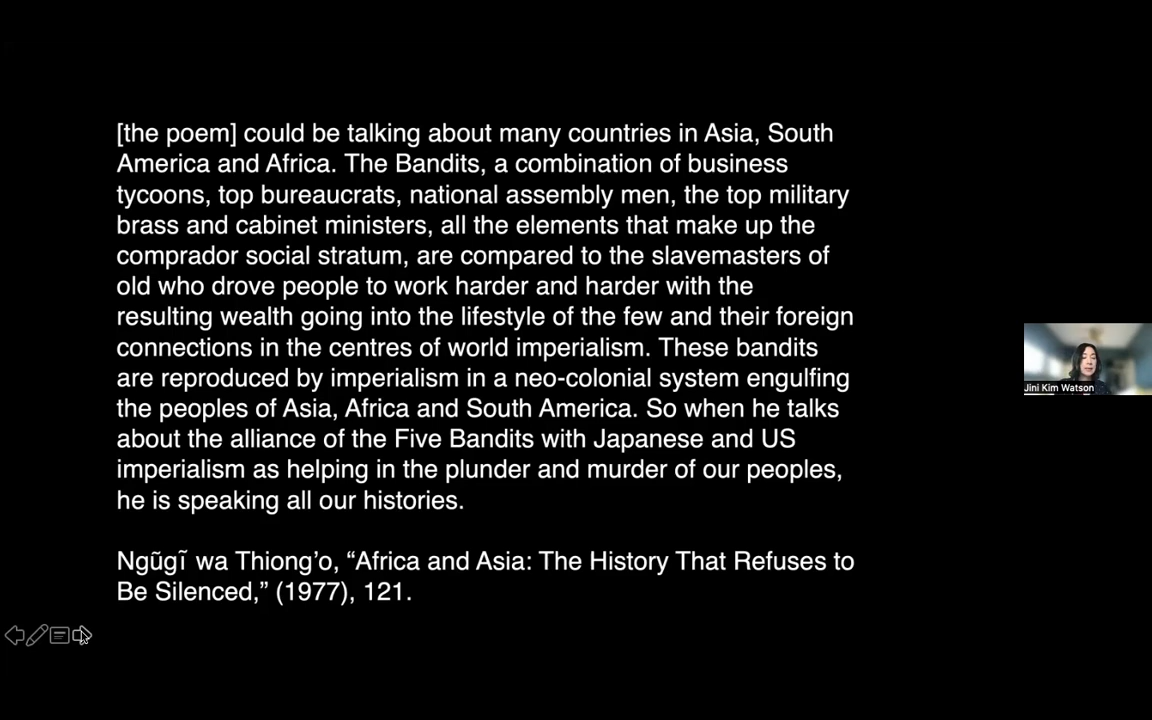 [the poem] could be talking about many countries in Asia, South
America and Africa. The Bandits, a combination of business
tycoons, top bureaucrats, national assembly men, the top military
brass and cabinet ministers, all the elements that make up the
comprador social stratum, are compared to the slavemasters of
old who drove people to work harder and harder with the
resulting wealth going into the lifestyle of the few and their foreign
connections in the centres of world imperialism. These bandits
are reproduced by imperialism in a neo-colonial system engulfing
the peoples of Asia, Africa and South America. So when he talks
about the alliance of the Five Bandits with Japanese and US
imperialism as helping in the plunder and murder of our peoples,
he is speaking all our histories.
Ngũgĩ wa Thiong’o, “Africa and Asia: The History That Refuses to
Be Silenced,” (1977), 121.
Jini Kim Watson